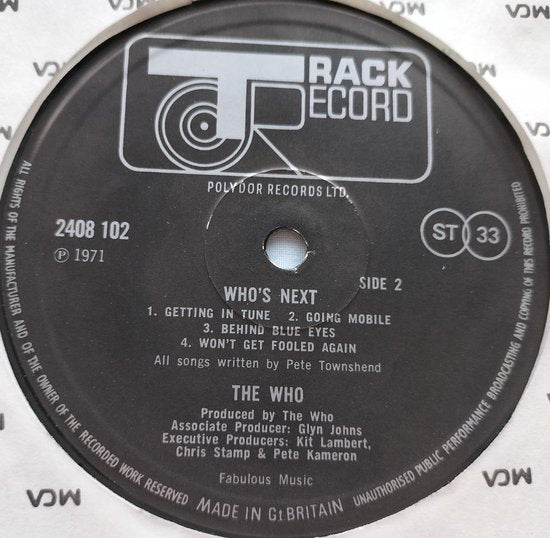 TRACK
RECORD
POLYDOR RECORDS LTD.
2408 102
℗ 1971
ST 33
SIDE 2
WHO'S NEXT
1. GETTING IN TUNE 2. GOING MOBILE
3. BEHIND BLUE EYES
4. WON'T GET FOOLED AGAIN
All songs written by Pete Townshend
THE WHO
Produced by The Who
Associate Producer: Glyn Johns
Executive Producers: Kit Lambert,
Chris Stamp & Pete Kameron
Fabulous Music
ALL RIGHTS OF THE MANUFACTURER AND OF THE OWNER OF THE RECORDED WORK RESERVED
MADE IN Gt. BRITAIN
UNAUTHORISED PUBLIC PERFORMANCE BROADCASTING AND COPYING OF THIS RECORD PROHIBITED
MCA
MCA
MCA
MCA
MCA
MCA
MCA